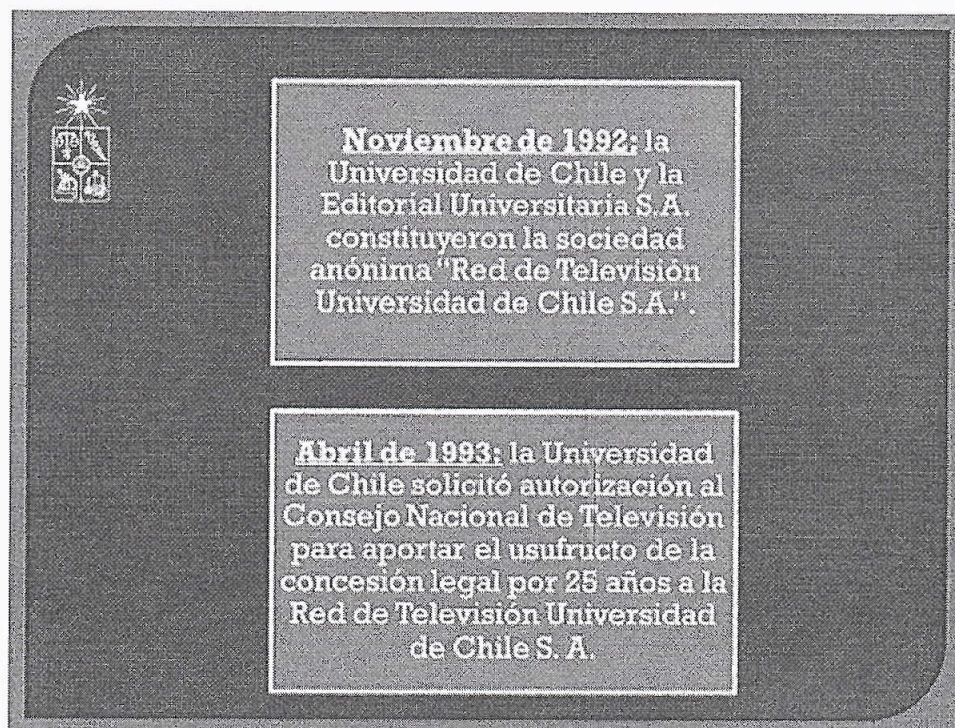 Noviembre de 1992: la
Universidad de Chile y la
Editorial Universitaria S.A.
constituyeron la sociedad
anónima "Red de Televisión
Universidad de Chile S.A.".
Abril de 1993: la Universidad
de Chile solicitó autorización al
Consejo Nacional de Televisión
para aportar el usufructo de la
concesión legal por 25 años a la
Red de Televisión Universidad
de Chile S. A.